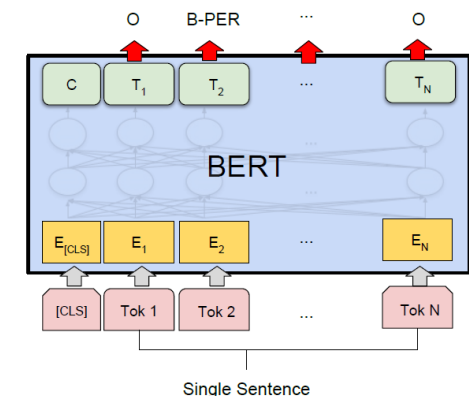 O B-PER ... O
C T1 T2 ... TN
...
BERT
...
E[CLS] E1 E2 ... EN
[CLS] Tok 1 Tok 2 ... Tok N
Single Sentence